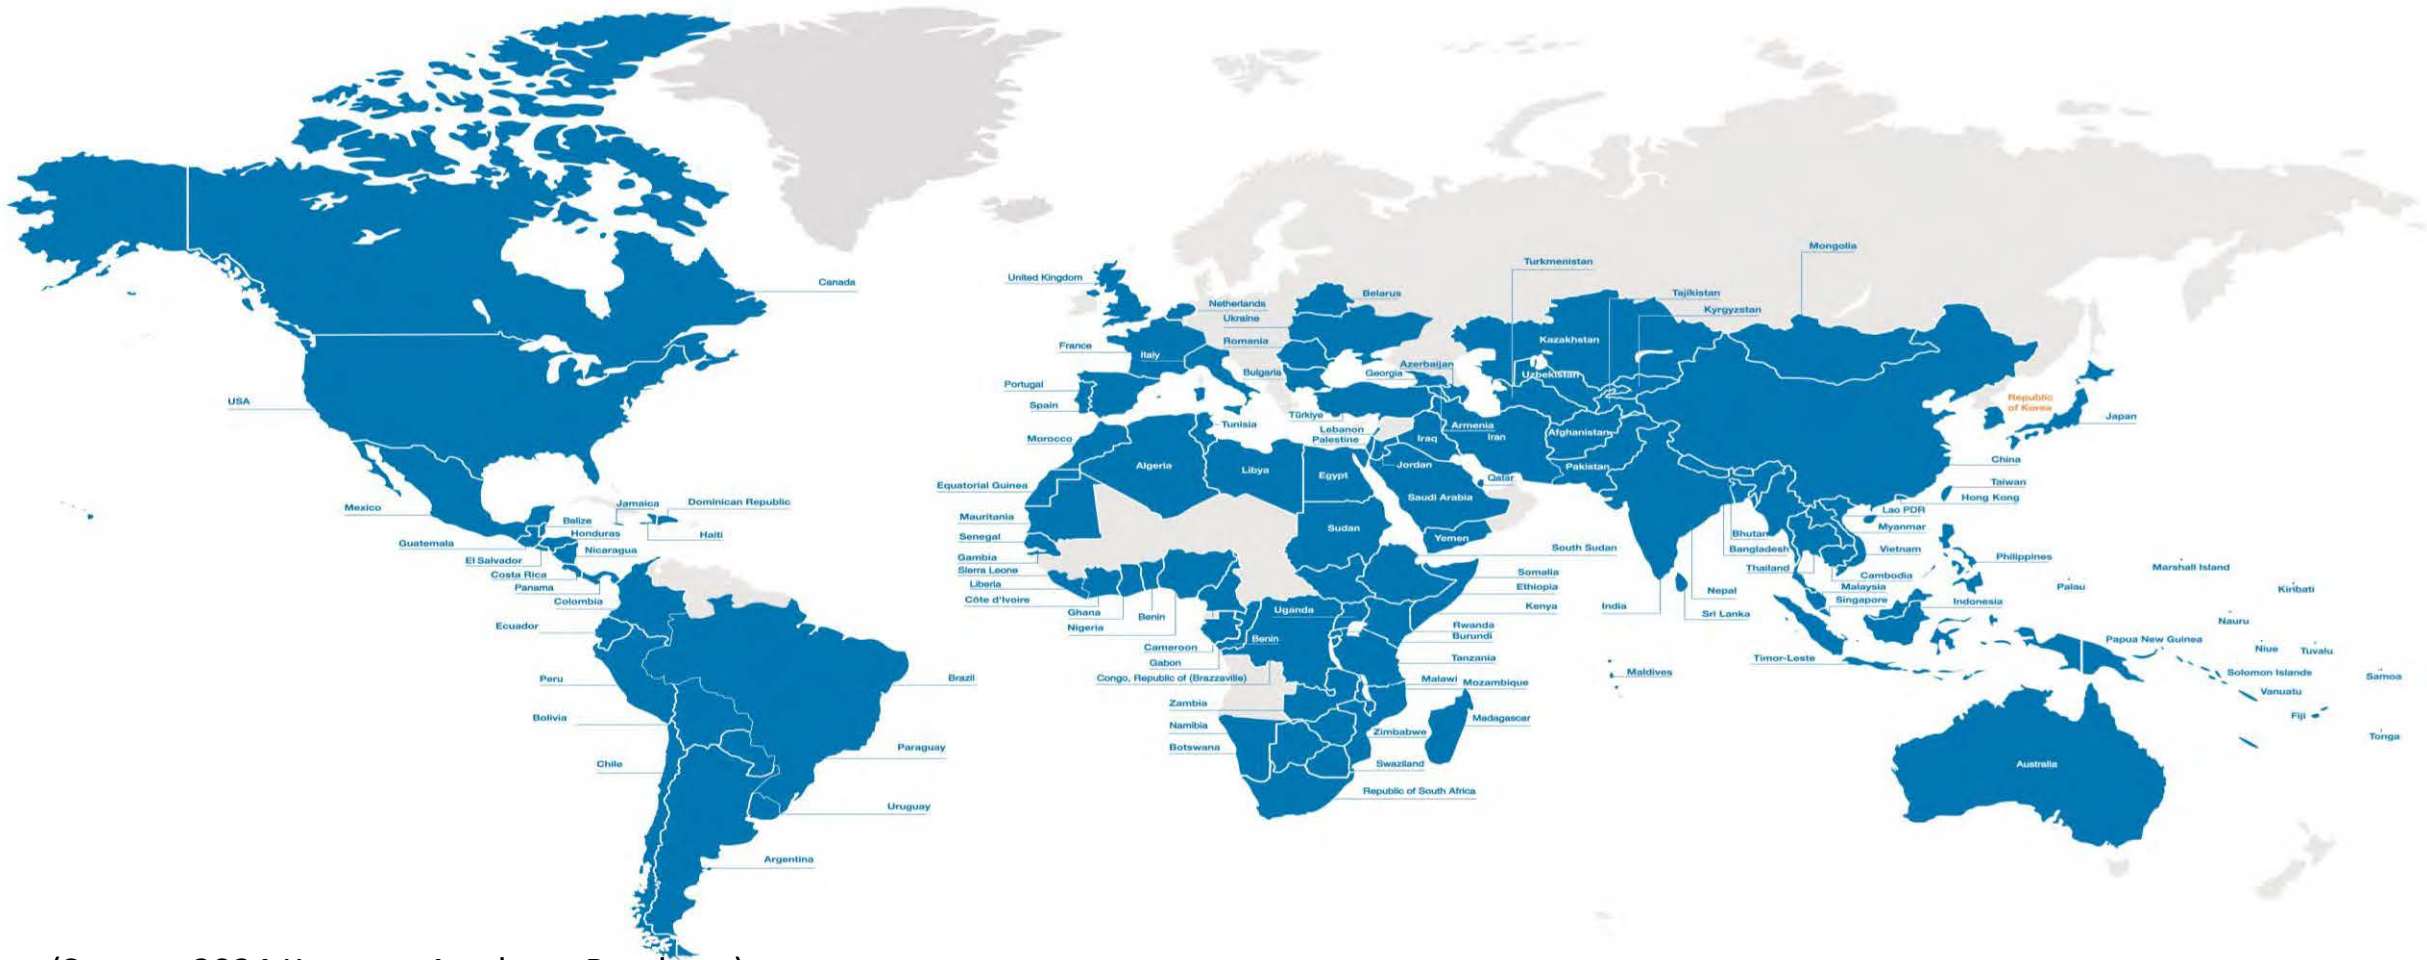 Canada
USA
Mexico
Jamaica
Dominican Republic
Belize
Honduras
Haiti
Guatemala
Nicaragua
El Salvador
Costa Rica
Panama
Colombia
Ecuador
Peru
Brazil
Bolivia
Paraguay
Chile
Uruguay
Argentina
United Kingdom
Netherlands
Belarus
Ukraine
France
Italy
Romania
Bulgaria
Azerbaijan
Georgia
Portugal
Spain
Türkiye
Tunisia
Lebanon
Palestine
Armenia
Iraq
Iran
Jordan
Morocco
Algeria
Libya
Egypt
Saudi Arabia
Qatar
Equatorial Guinea
Mauritania
Sudan
Yemen
Senegal
Gambia
Sierra Leone
Liberia
Côte d'Ivoire
Ghana
Benin
Nigeria
Uganda
Benin
Cameroon
Gabon
Congo, Republic of (Brazzaville)
South Sudan
Somalia
Ethiopia
Kenya
Rwanda
Burundi
Tanzania
Malawi
Mozambique
Zambia
Namibia
Botswana
Madagascar
Zimbabwe
Swaziland
Republic of South Africa
Turkmenistan
Mongolia
Tajikistan
Kyrgyzstan
Kazakhstan
Uzbekistan
Afghanistan
Pakistan
Republic
of Korea
Japan
China
Taiwan
Hong Kong
Lao PDR
Myanmar
Bhutan
Bangladesh
Vietnam
Philippines
Thailand
Cambodia
Malaysia
Nepal
Singapore
Indonesia
India
Sri Lanka
Maldives
Timor-Leste
Palau
Marshall Island
Kiribati
Nauru
Papua New Guinea
Niue
Tuvalu
Solomon Islands
Samoa
Vanuatu
Fiji
Tonga
Australia